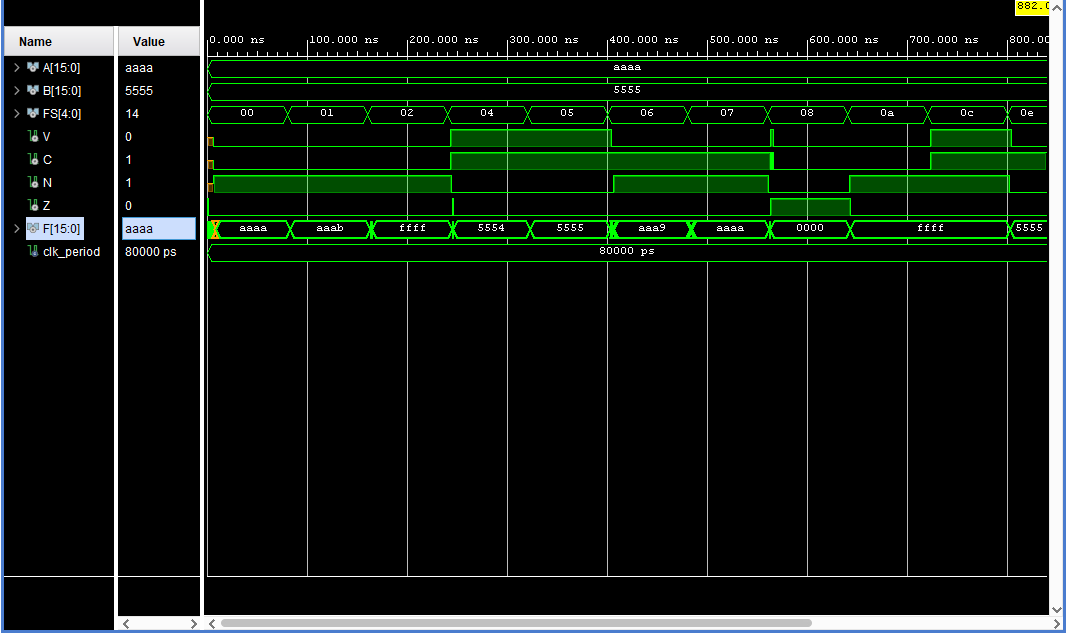 882.0
Name Value
0.000 ns 100.000 ns 200.000 ns 300.000 ns 400.000 ns 500.000 ns 600.000 ns 700.000 ns 800.00
A[15:0] aaaa aaaa
B[15:0] 5555 5555
FS[4:0] 14 00 01 02 04 05 06 07 08 0a 0c 0e
V 0
C 1
N 1
Z 0
F[15:0] aaaa aaaa aaab ffff 5554 5555 aaa9 aaaa 0000 ffff 5555
clk_period 80000 ps 80000 ps